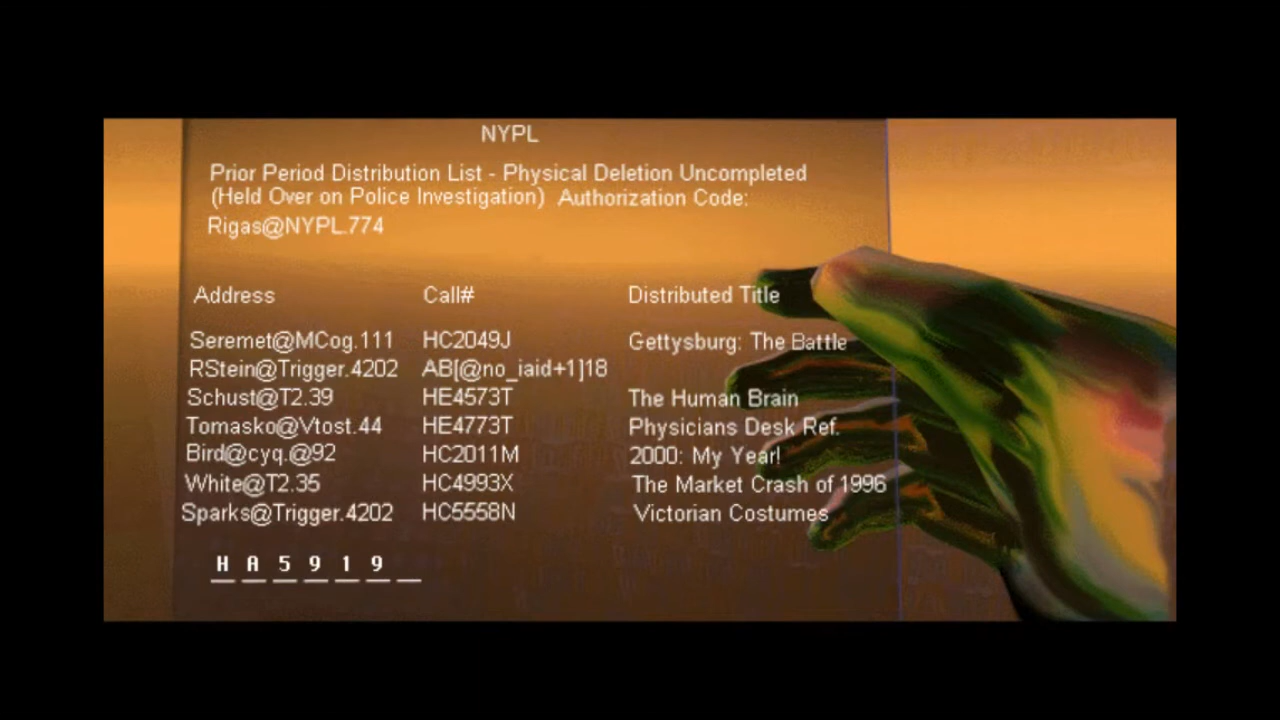 NYPL
Prior Period Distribution List - Physical Deletion Uncompleted
(Held Over on Police Investigation) Authorization Code:
Rigas@NYPL.774
Address Call# Distributed Title
Seremet@MCog.111 HC2049J Gettysburg: The Battle
RStein@Trigger.4202 AB[@no_iaid+1]18
Schust@T2.39 HE4573T The Human Brain
Tomasko@Vtost.44 HE4773T Physicians Desk Ref.
Bird@cyq.@92 HC2011M 2000: My Year!
White@T2.35 HC4993X The Market Crash of 1996
Sparks@Trigger.4202 HC5558N Victorian Costumes
H A 5 9 1 9 _